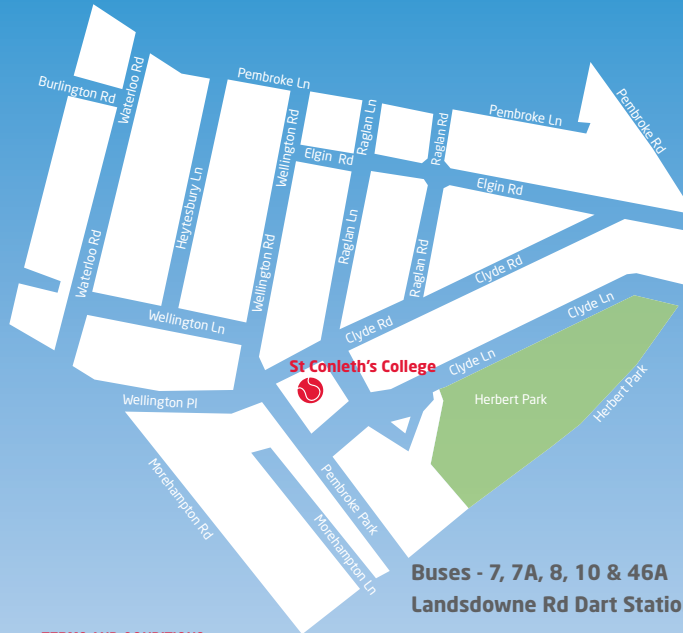 Burlington Rd
Waterloo Rd
Pembroke Ln
Pembroke Ln
Pembroke Rd
Wellington Rd
Raglan Ln
Raglan Rd
Elgin Rd
Elgin Rd
Heytesbury Ln
Waterloo Rd
Wellington Rd
Raglan Ln
Raglan Rd
Clyde Rd
Wellington Ln
Clyde Rd
Clyde Ln
St Conleth's College
Clyde Ln
Wellington Pl
Herbert Park
Herbert Park
Morehampton Rd
Pembroke Park
Morehampton Ln
Buses - 7, 7A, 8, 10 & 46A
Landsdowne Rd Dart Statio
TERMS AND CONDITIONS